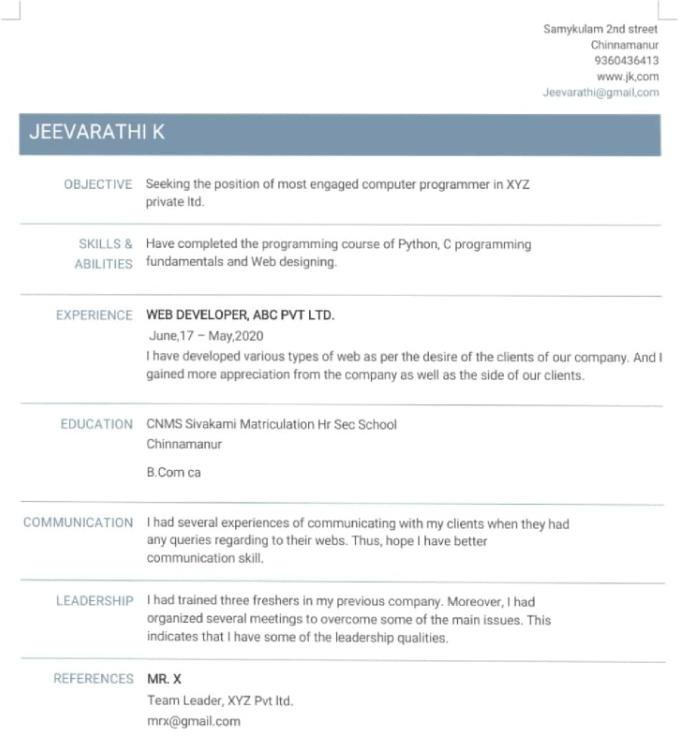 Samykulam 2nd street
Chinnamanur
9360436413
www.jk,com
Jeevarathi@gmail,com
JEEVARATHI K
OBJECTIVE Seeking the position of most engaged computer programmer in XYZ
private ltd.
SKILLS & Have completed the programming course of Python, C programming
ABILITIES fundamentals and Web designing.
EXPERIENCE WEB DEVELOPER, ABC PVT LTD.
June,17 – May,2020
I have developed various types of web as per the desire of the clients of our company. And I
gained more appreciation from the company as well as the side of our clients.
EDUCATION CNMS Sivakami Matriculation Hr Sec School
Chinnamanur
B.Com ca
COMMUNICATION I had several experiences of communicating with my clients when they had
any queries regarding to their webs. Thus, hope I have better
communication skill.
LEADERSHIP I had trained three freshers in my previous company. Moreover, I had
organized several meetings to overcome some of the main issues. This
indicates that I have some of the leadership qualities.
REFERENCES MR. X
Team Leader, XYZ Pvt ltd.
mrx@gmail.com